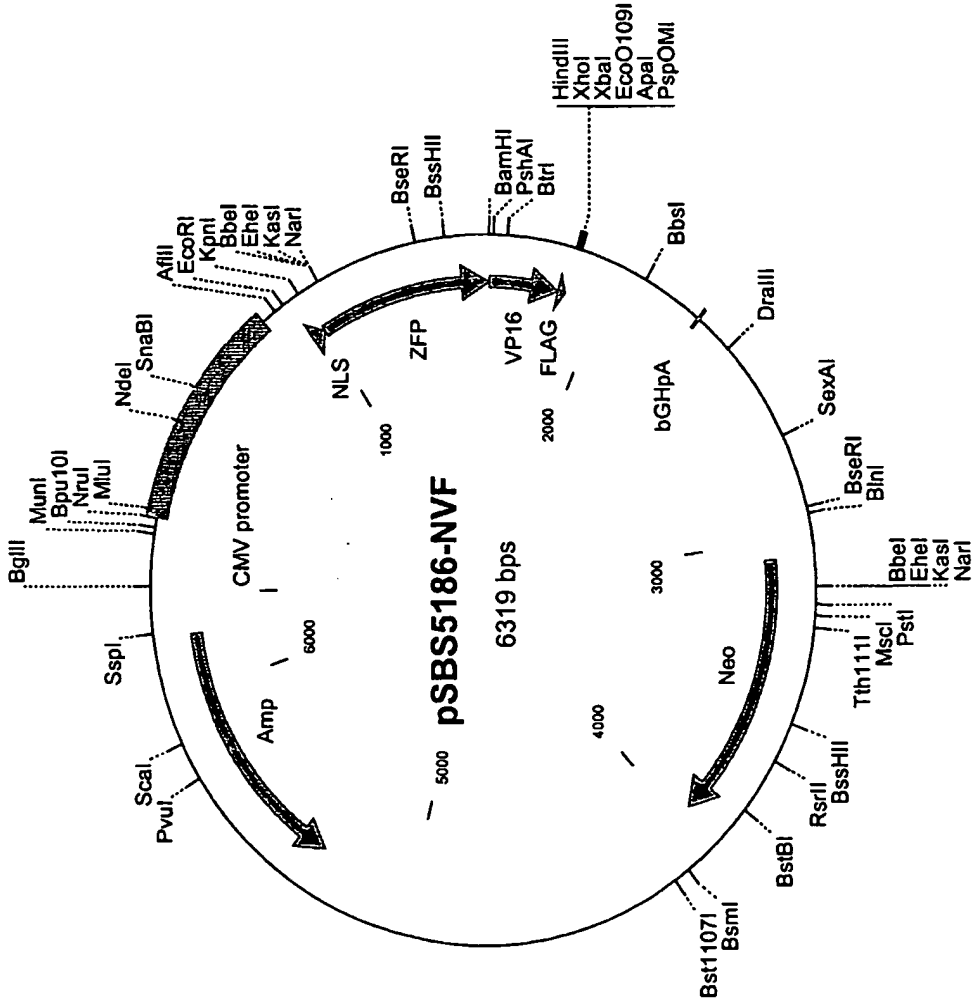 BglII
MunI
Bpu10I
NruI
MluI
NdeI
SnaBI
AflII
EcoRI
KpnI
BbeI
EheI
KasI
NarI
BseRI
BssHII
BamHI
PshAI
BtrI
HindIII
XhoI
XbaI
EcoO109I
ApaI
PspOMI
BbsI
DraIII
SexAI
BseRI
BlnI
BbeI
EheI
KasI
NarI
PstI
MscI
Tth111I
BssHII
RsrII
BstBI
BsmI
Bst1107I
PvuI
ScaI
SspI
CMV promoter
NLS
ZFP
VP16
FLAG
bGHpA
Neo
Amp
1000
2000
3000
4000
5000
6000
pSBS5186-NVF
6319 bps